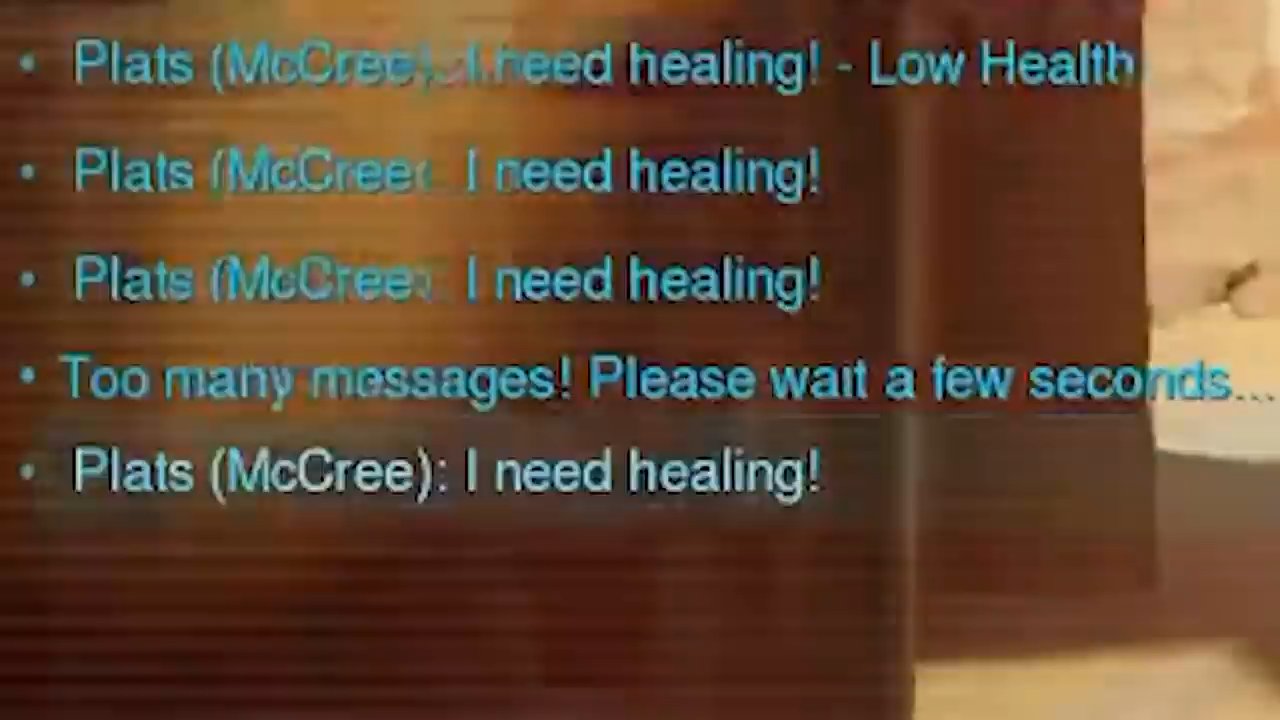 • Plats (McCree): I need healing! - Low Health
• Plats (McCree): I need healing!
• Plats (McCree): I need healing!
• Too many messages! Please wait a few seconds...
• Plats (McCree): I need healing!